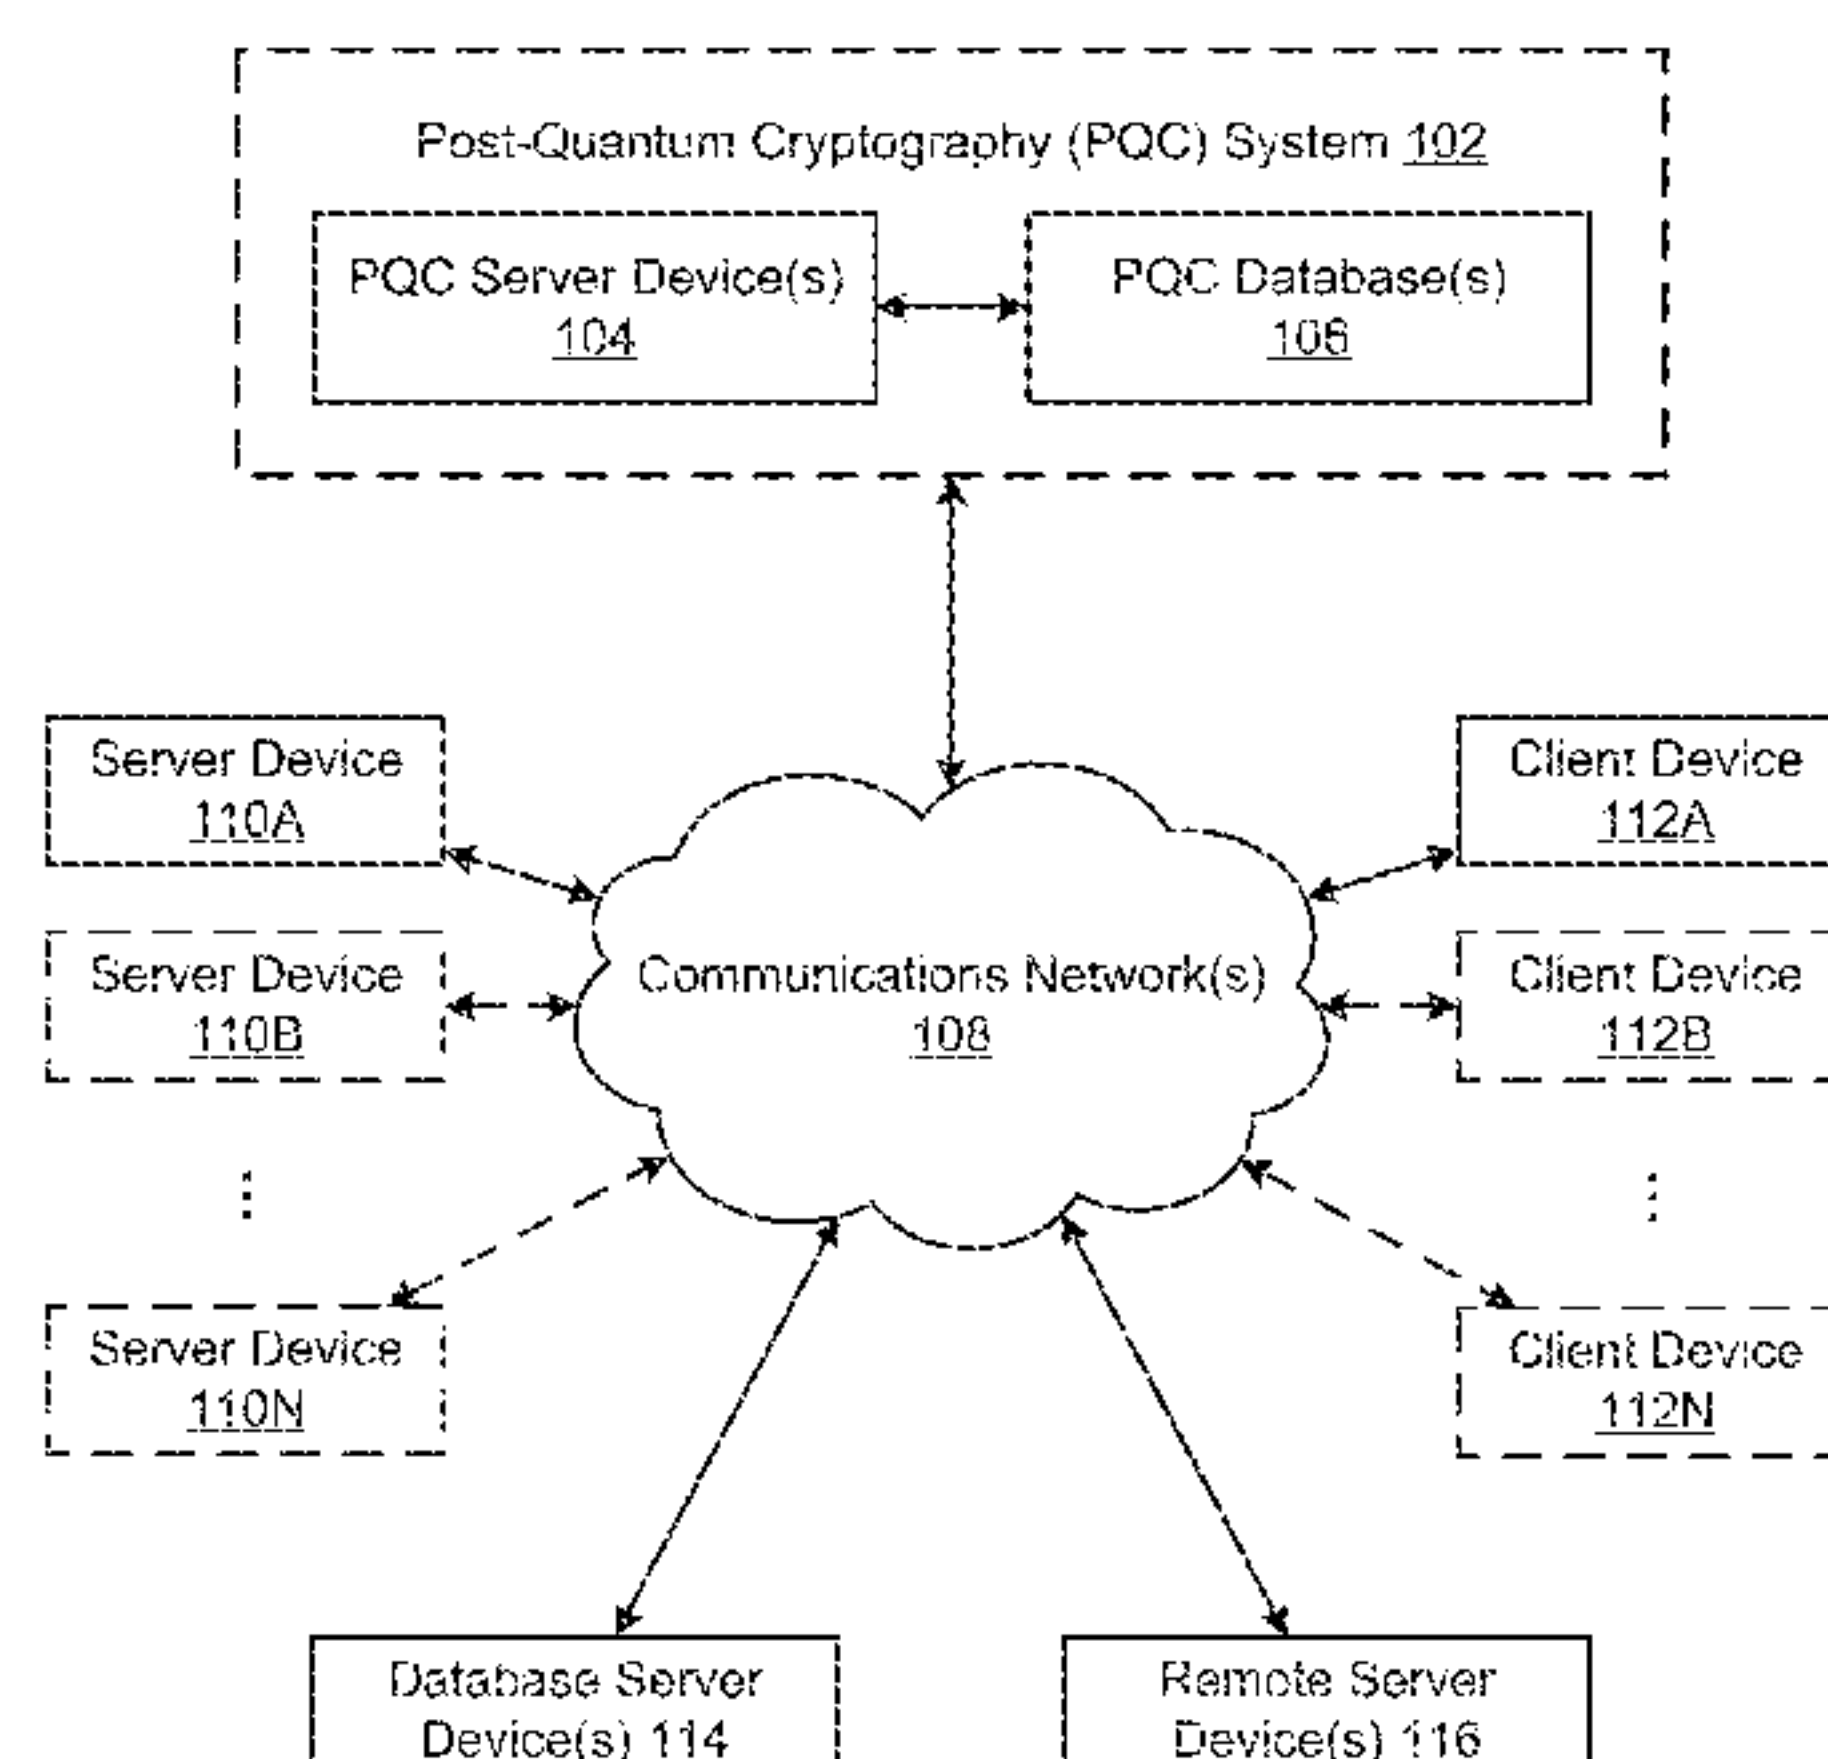 Post-Quantum Cryptography (PQC) System 102
PQC Server Device(s)
104
PQC Database(s)
106
Server Device
110A
Client Device
112A
Server Device
110B
Communications Network(s)
108
Client Device
112B
⋮
⋮
Server Device
110N
Client Device
112N
Database Server
Device(s) 114
Remote Server
Device(s) 116